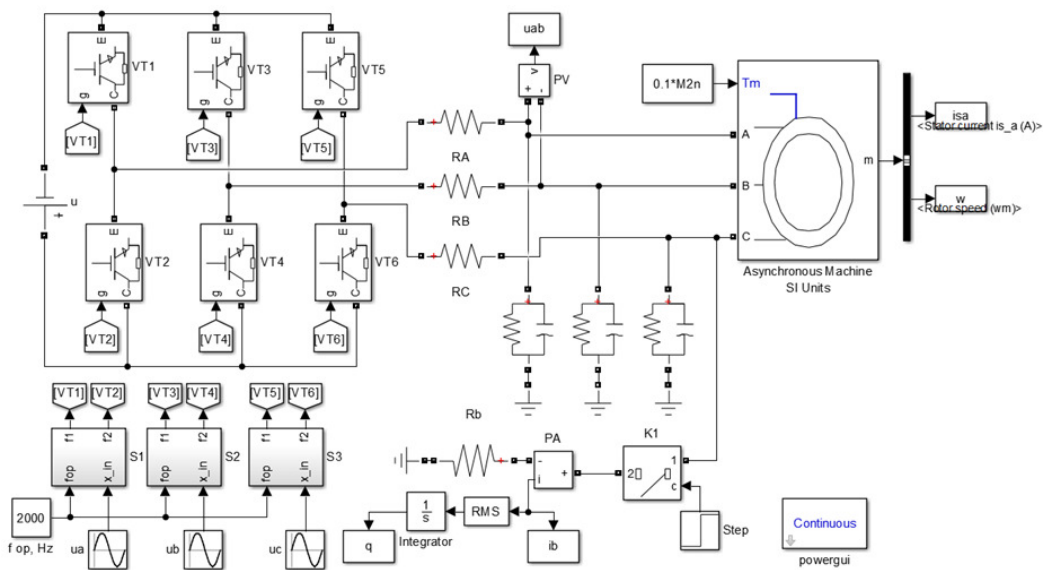 uab
E
E
E
VT1
VT3
VT5
v
PV
+ -
0.1*M2n
Tm
g
C
g
C
g
C
[VT1]
[VT3]
[VT5]
isa
<Stator current is_a (A)>
RA
A
m
u
+
RB
B
w
<Rotor speed (wm)>
E
E
E
VT2
VT4
VT6
RC
C
Asynchronous Machine
SI Units
g
C
g
C
g
C
[VT2]
[VT4]
[VT6]
[VT1]
[VT2]
[VT3]
[VT4]
[VT5]
[VT6]
Rb
PA
K1
f1
f2
S1
f1
f2
S2
f1
f2
S3
-
+
i
2
1
c
fop
x_in
fop
x_in
fop
x_in
2000
f op, Hz
1
s
RMS
Step
Continuous
ua
ub
uc
q
Integrator
ib
powergui